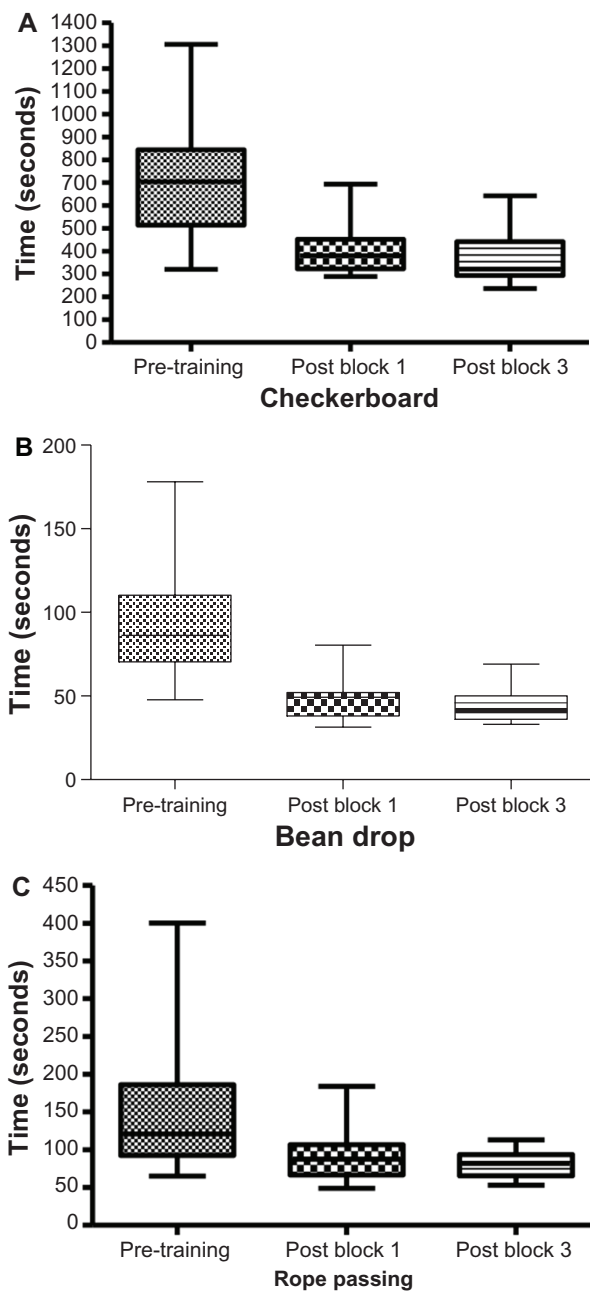 A
1400
1300
1200
1100
1000
900
800
700
600
500
400
300
200
100
0
Time (seconds)
Pre-training Post block 1 Post block 3
Checkerboard
B
200
150
100
50
0
Time (seconds)
Pre-training Post block 1 Post block 3
Bean drop
C
450
400
350
300
250
200
150
100
50
0
Time (seconds)
Pre-training Post block 1 Post block 3
Rope passing